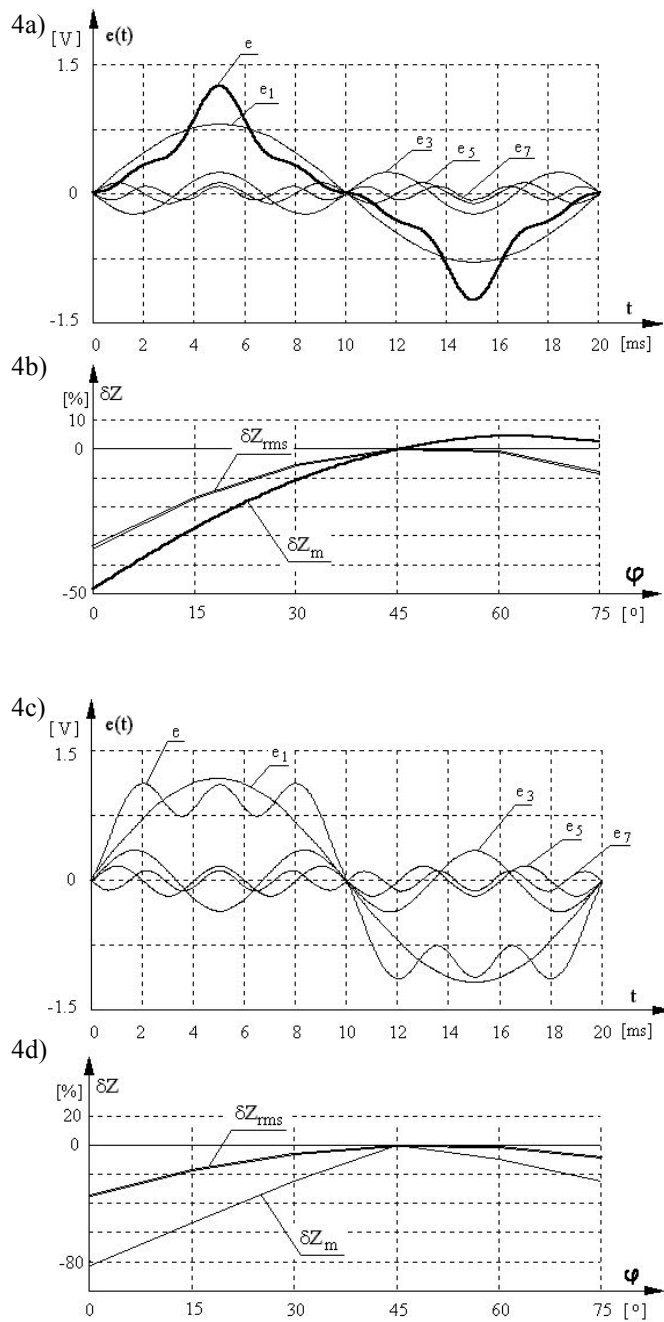 4a)
[V] e(t)
1.5
e
e1
e3
e5
e7
0
-1.5
t
0 2 4 6 8 10 12 14 16 18 20 [ms]
4b)
[%] δZ
10
0
δZrms
δZm
-50
φ
0 15 30 45 60 75 [º]
4c)
[V] e(t)
1.5
e
e1
e3
e5
e7
0
-1.5
t
0 2 4 6 8 10 12 14 16 18 20 [ms]
4d)
[%] δZ
20
0
δZrms
δZm
-80
φ
0 15 30 45 60 75 [º]